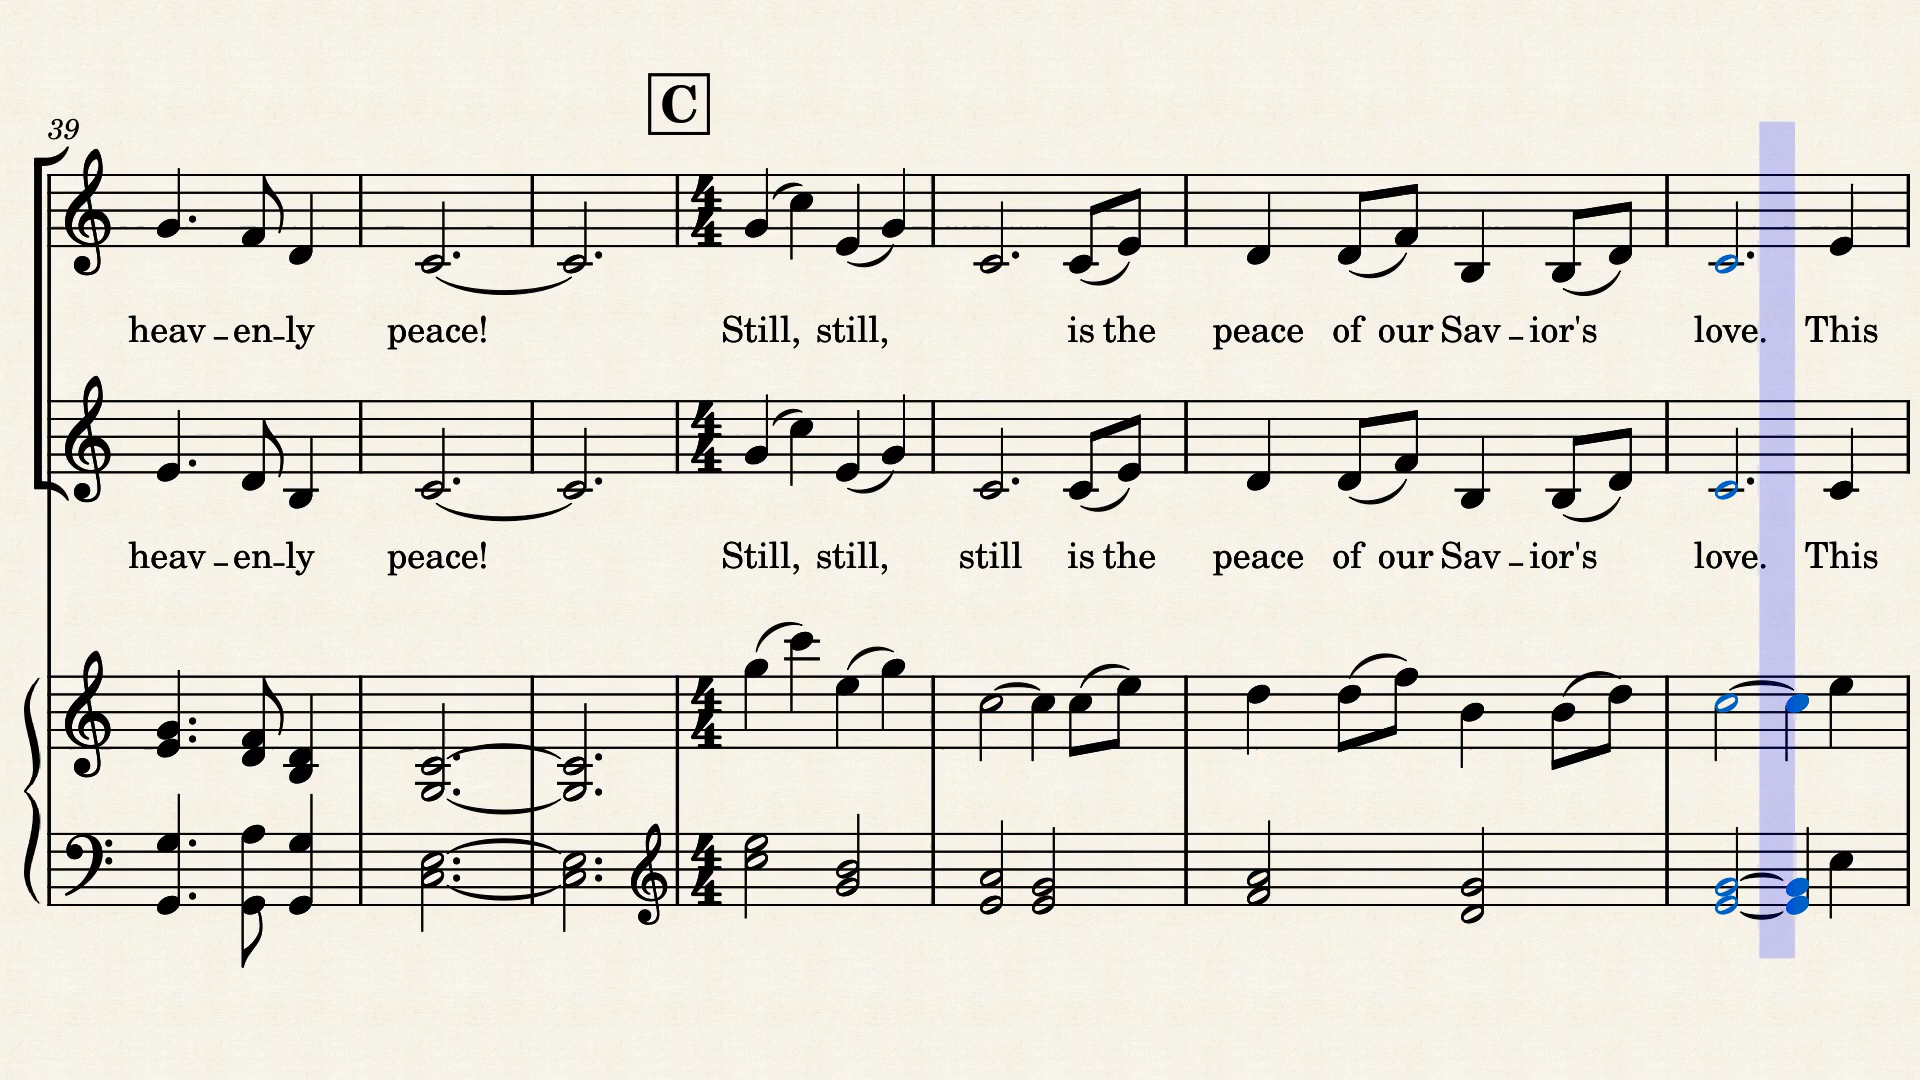 C
39
heav - en - ly peace! Still, still, is the peace of our Sav - ior's love. This
heav - en - ly peace! Still, still, still is the peace of our Sav - ior's love. This